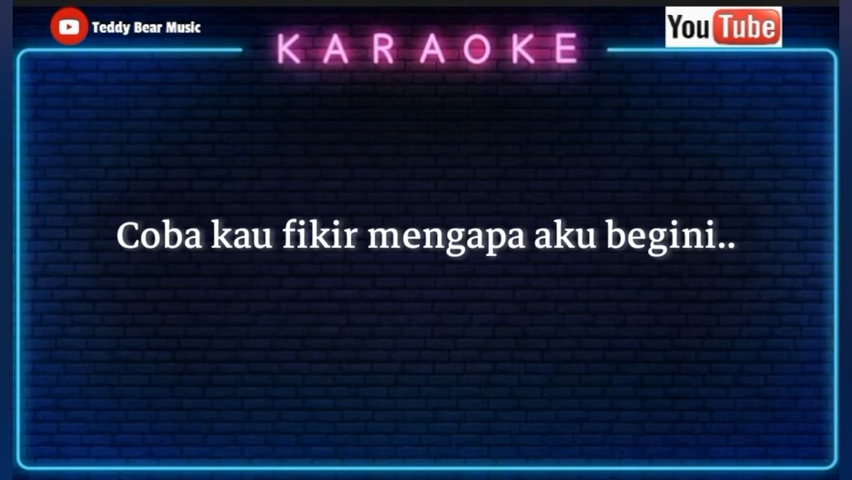 Teddy Bear Music
YouTube
KARAOKE
Coba kau fikir mengapa aku begini..